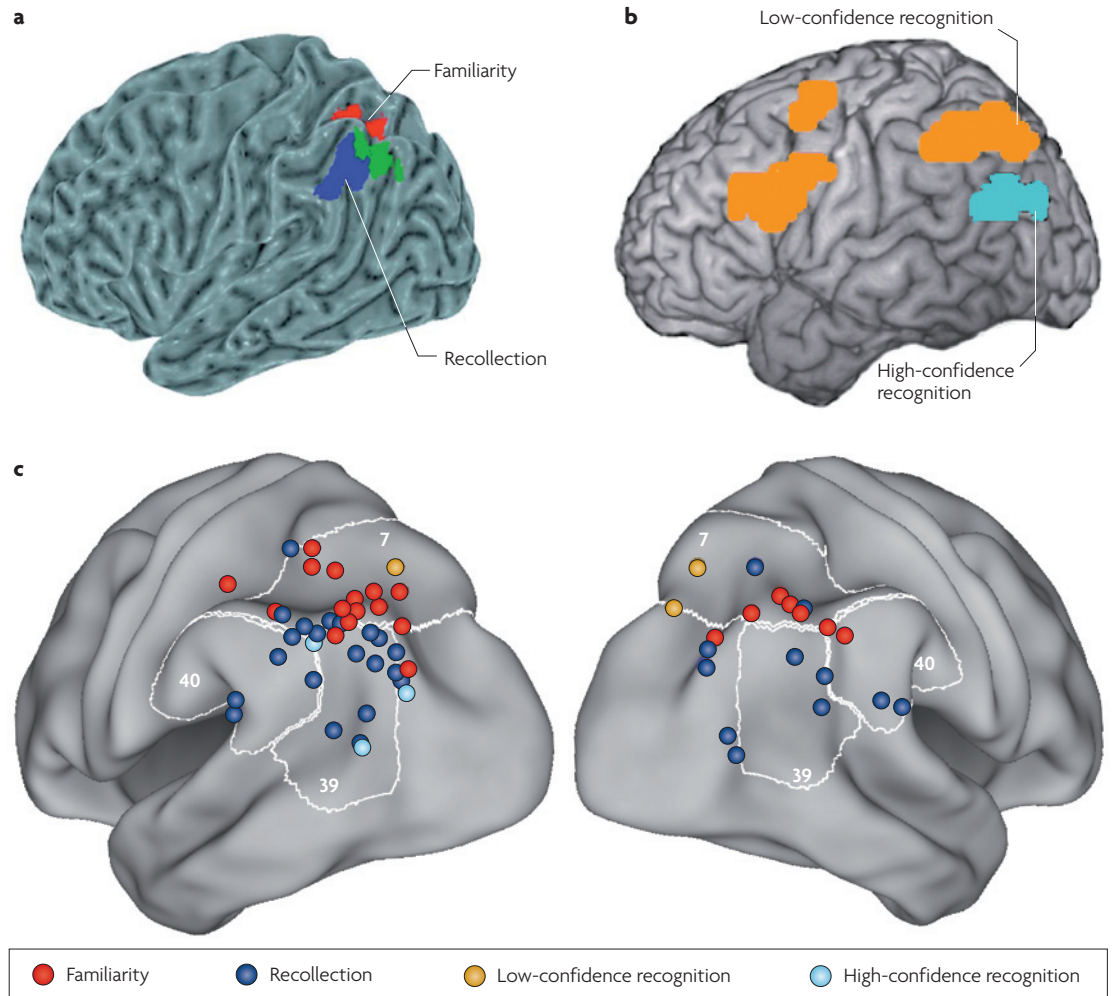 a
Familiarity
Recollection
b
Low-confidence recognition
High-confidence
recognition
c
7
40
39
7
40
39
Familiarity
Recollection
Low-confidence recognition
High-confidence recognition